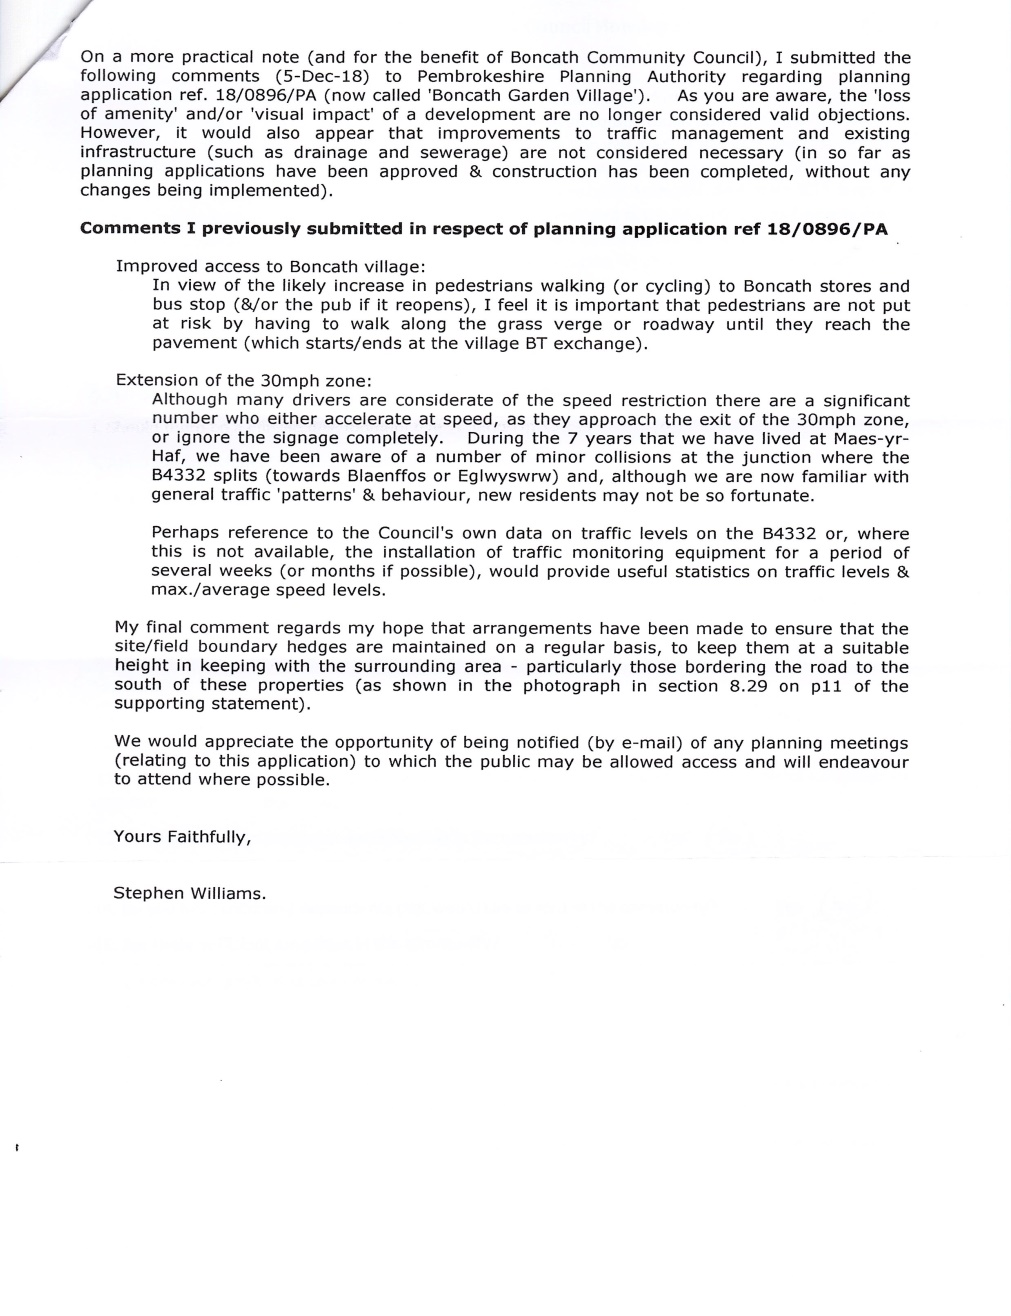 On a more practical note (and for the benefit of Boncath Community Council), I submitted the
following comments (5-Dec-18) to Pembrokeshire Planning Authority regarding planning
application ref. 18/0896/PA (now called 'Boncath Garden Village'). As you are aware, the 'loss
of amenity' and/or 'visual impact' of a development are no longer considered valid objections.
However, it would also appear that improvements to traffic management and existing
infrastructure (such as drainage and sewerage) are not considered necessary (in so far as
planning applications have been approved & construction has been completed, without any
changes being implemented).
Comments I previously submitted in respect of planning application ref 18/0896/PA
Improved access to Boncath village:
In view of the likely increase in pedestrians walking (or cycling) to Boncath stores and
bus stop (&/or the pub if it reopens), I feel it is important that pedestrians are not put
at risk by having to walk along the grass verge or roadway until they reach the
pavement (which starts/ends at the village BT exchange).
Extension of the 30mph zone:
Although many drivers are considerate of the speed restriction there are a significant
number who either accelerate at speed, as they approach the exit of the 30mph zone,
or ignore the signage completely. During the 7 years that we have lived at Maes-yr-
Haf, we have been aware of a number of minor collisions at the junction where the
B4332 splits (towards Blaenffos or Eglwyswrw) and, although we are now familiar with
general traffic 'patterns' & behaviour, new residents may not be so fortunate.
Perhaps reference to the Council's own data on traffic levels on the B4332 or, where
this is not available, the installation of traffic monitoring equipment for a period of
several weeks (or months if possible), would provide useful statistics on traffic levels &
max./average speed levels.
My final comment regards my hope that arrangements have been made to ensure that the
site/field boundary hedges are maintained on a regular basis, to keep them at a suitable
height in keeping with the surrounding area - particularly those bordering the road to the
south of these properties (as shown in the photograph in section 8.29 on p11 of the
supporting statement).
We would appreciate the opportunity of being notified (by e-mail) of any planning meetings
(relating to this application) to which the public may be allowed access and will endeavour
to attend where possible.
Yours Faithfully,
Stephen Williams.